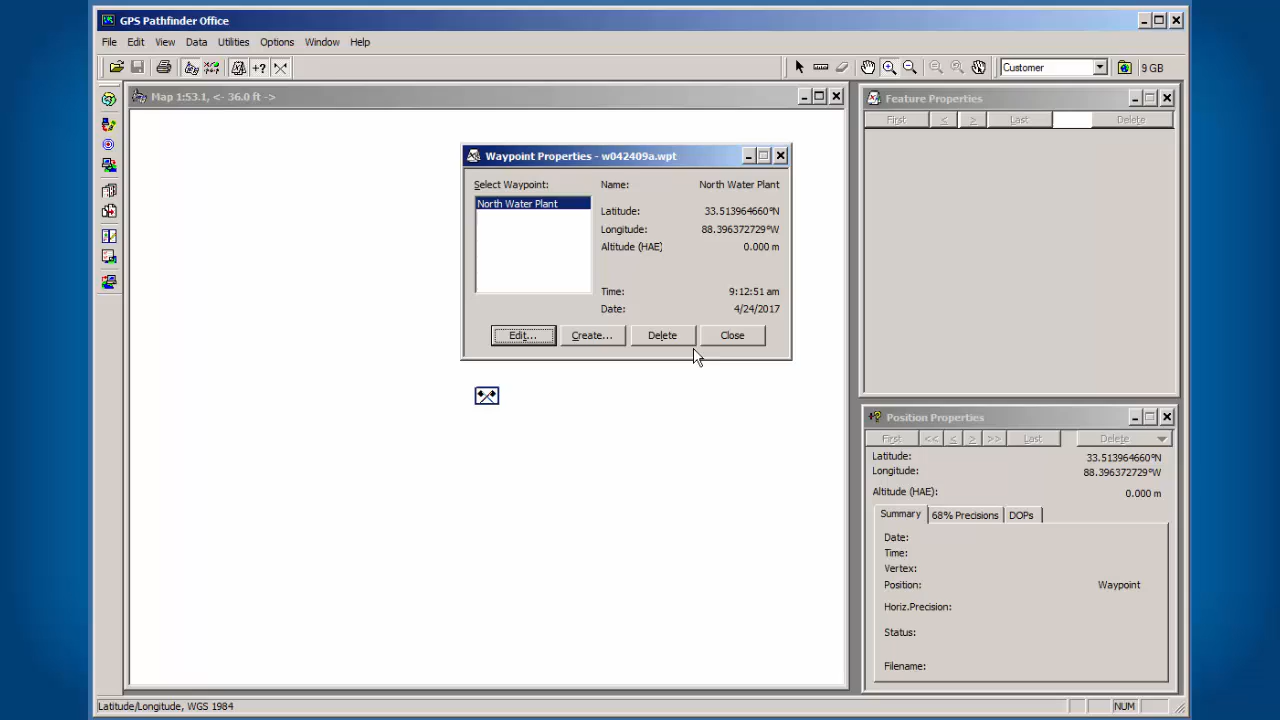 GPS Pathfinder Office
File Edit View Data Utilities Options Window Help
Customer 9 GB
Map 1:53.1, <- 36.0 ft ->
Waypoint Properties - w042409a.wpt
Select Waypoint:
North Water Plant
Name: North Water Plant
Latitude: 33.513964660°N
Longitude: 88.396372729°W
Altitude (HAE) 0.000 m
Time: 9:12:51 am
Date: 4/24/2017
Edit... Create... Delete Close
Feature Properties
First < > Last Delete
Position Properties
First << < > >> Last Delete
Latitude: 33.513964660°N
Longitude: 88.396372729°W
Altitude (HAE): 0.000 m
Summary 68% Precisions DOPs
Date:
Time:
Vertex:
Position: Waypoint
Horiz.Precision:
Status:
Filename:
Latitude/Longitude, WGS 1984 NUM